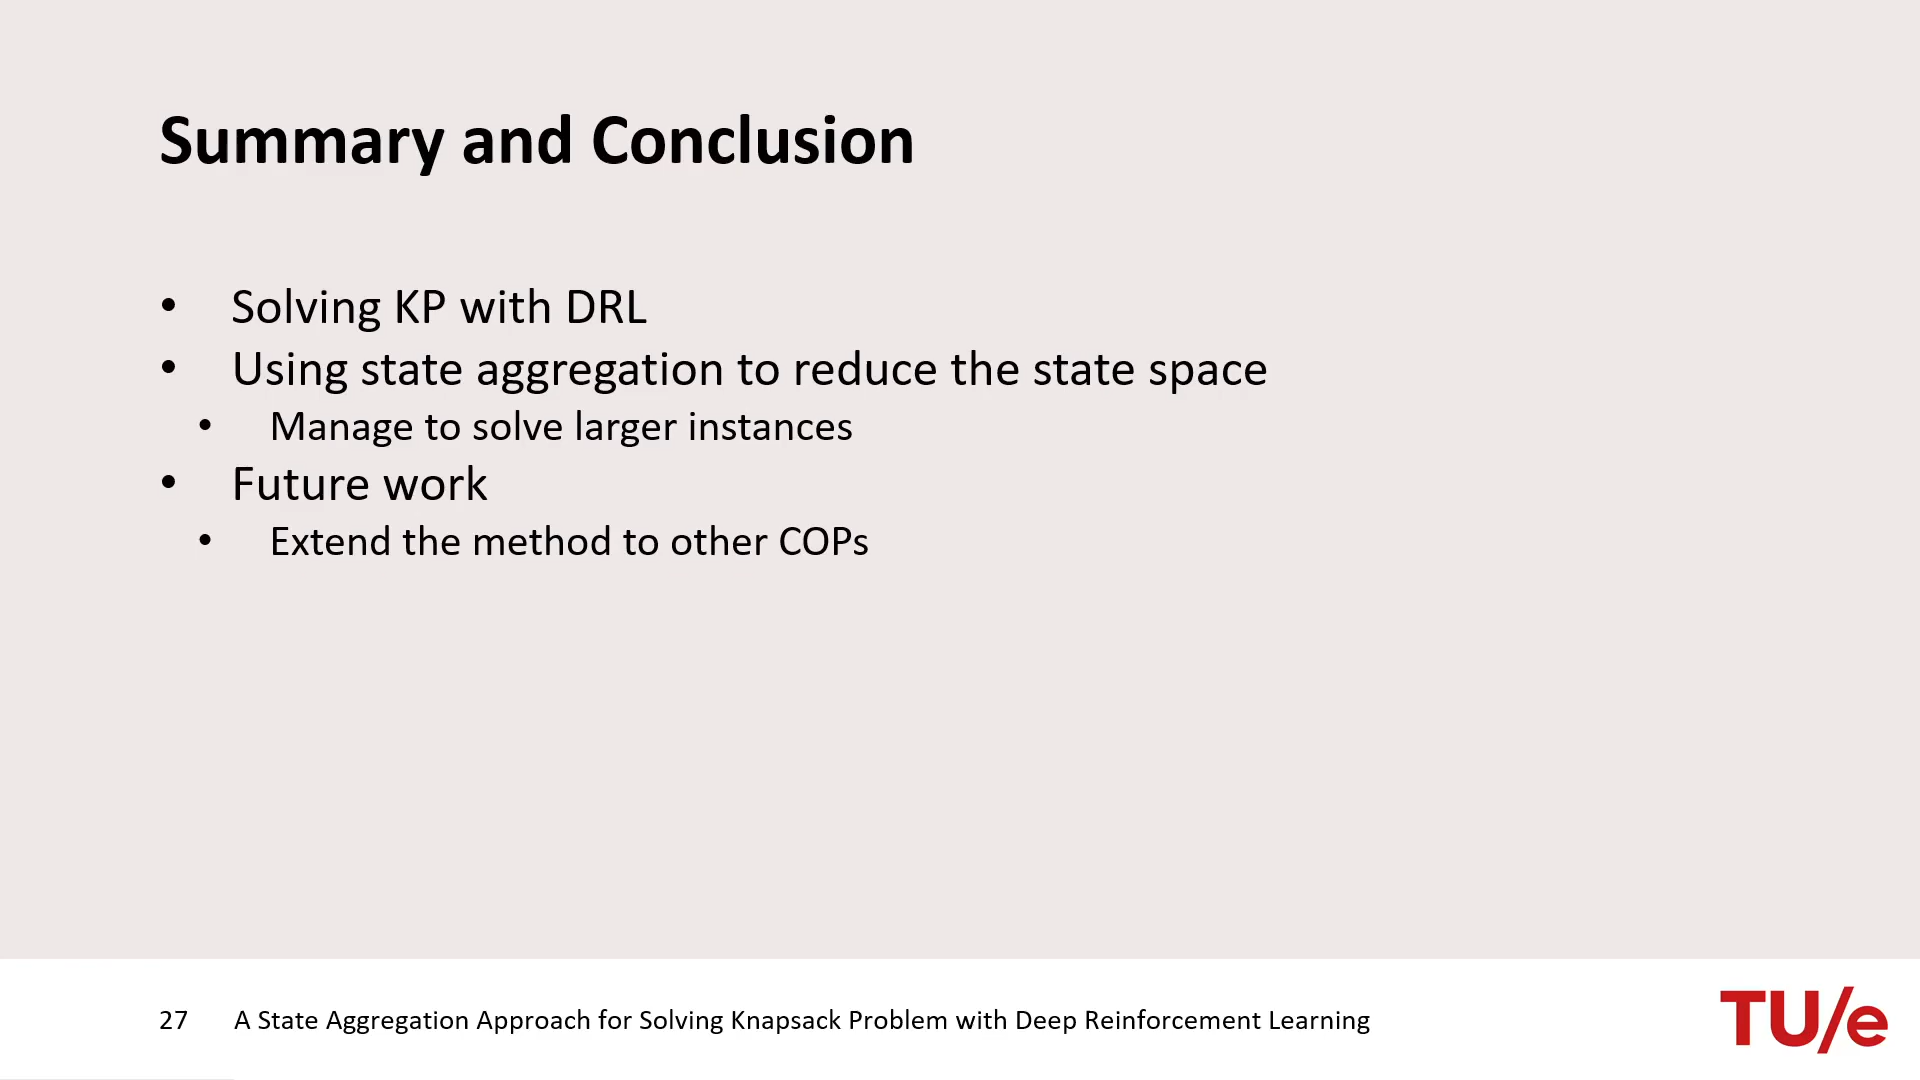 Summary and Conclusion
• Solving KP with DRL
• Using state aggregation to reduce the state space
• Manage to solve larger instances
• Future work
• Extend the method to other COPs
27 A State Aggregation Approach for Solving Knapsack Problem with Deep Reinforcement Learning
TU/e